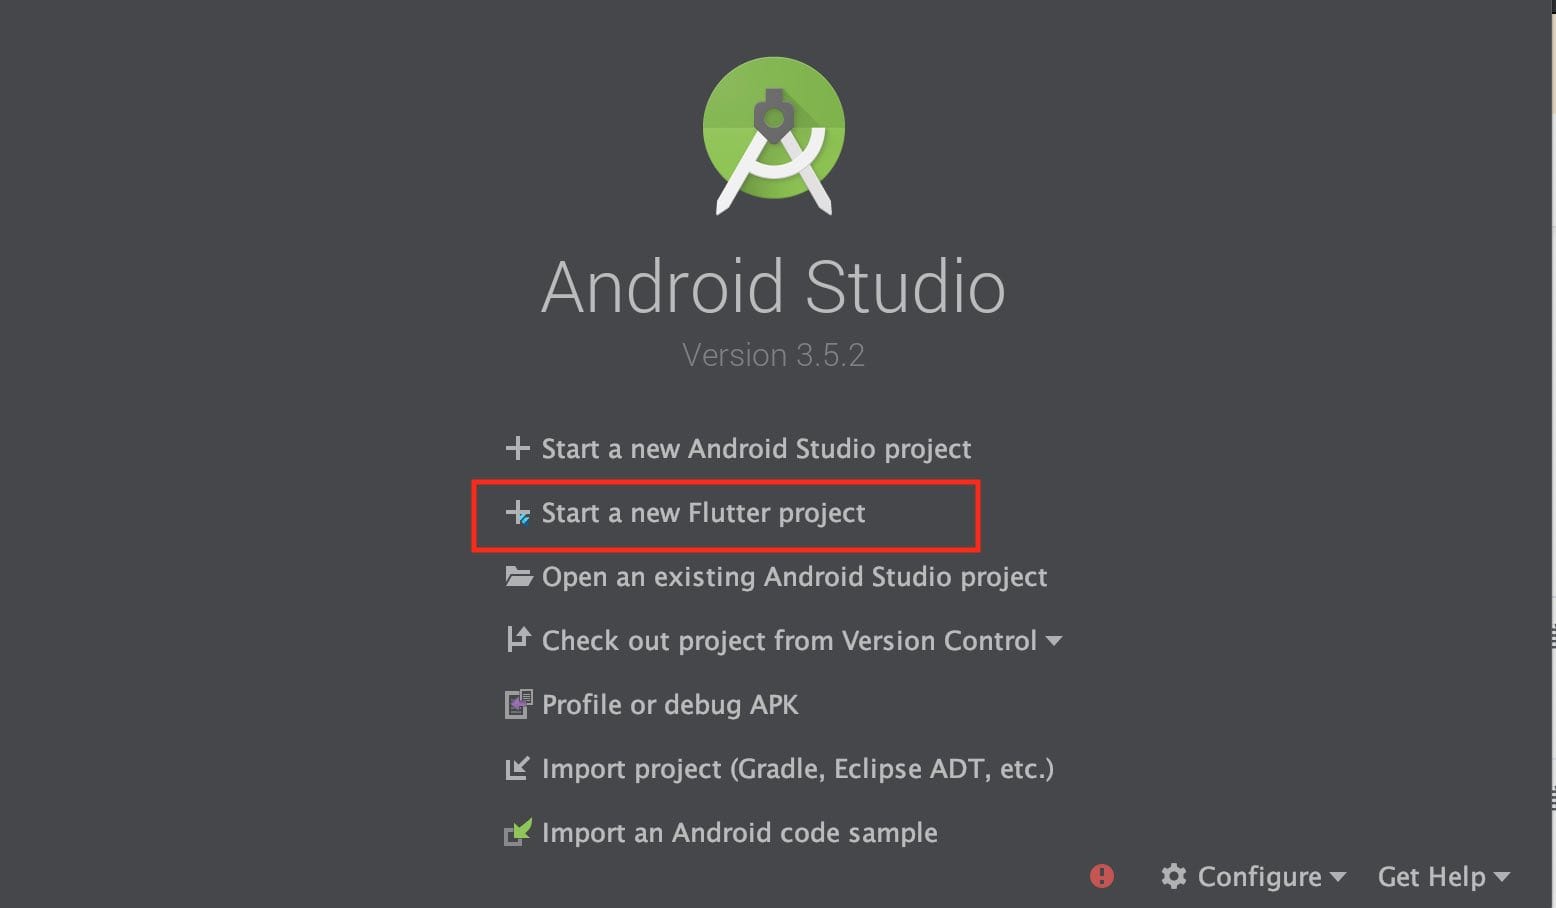 Android Studio
Version 3.5.2
Start a new Android Studio project
Start a new Flutter project
Open an existing Android Studio project
Check out project from Version Control
Profile or debug APK
Import project (Gradle, Eclipse ADT, etc.)
Import an Android code sample
Configure Get Help